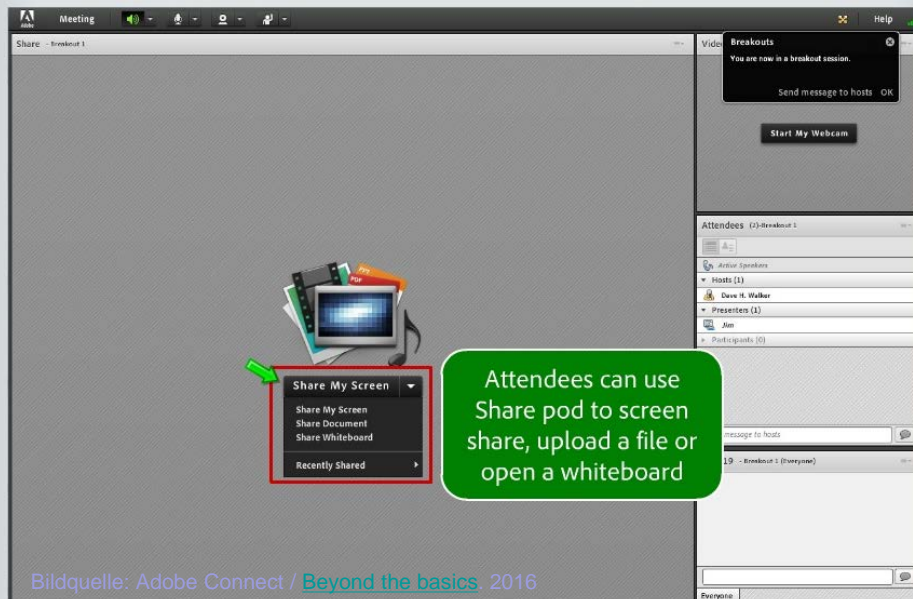 Adobe
Meeting
Help
Share - Breakout 1
Video
Breakouts
You are now in a breakout session.
Send message to hosts OK
Start My Webcam
Attendees (2)-Breakout 1
Active Speakers
Hosts (1)
Dave H. Walker
Presenters (1)
Jim
Participants (0)
PPT
PDF
Share My Screen
Share My Screen
Share Document
Share Whiteboard
Recently Shared
Attendees can use
Share pod to screen
share, upload a file or
open a whiteboard
message to hosts
19 - Breakout 1 (Everyone)
Everyone
Bildquelle: Adobe Connect / Beyond the basics. 2016